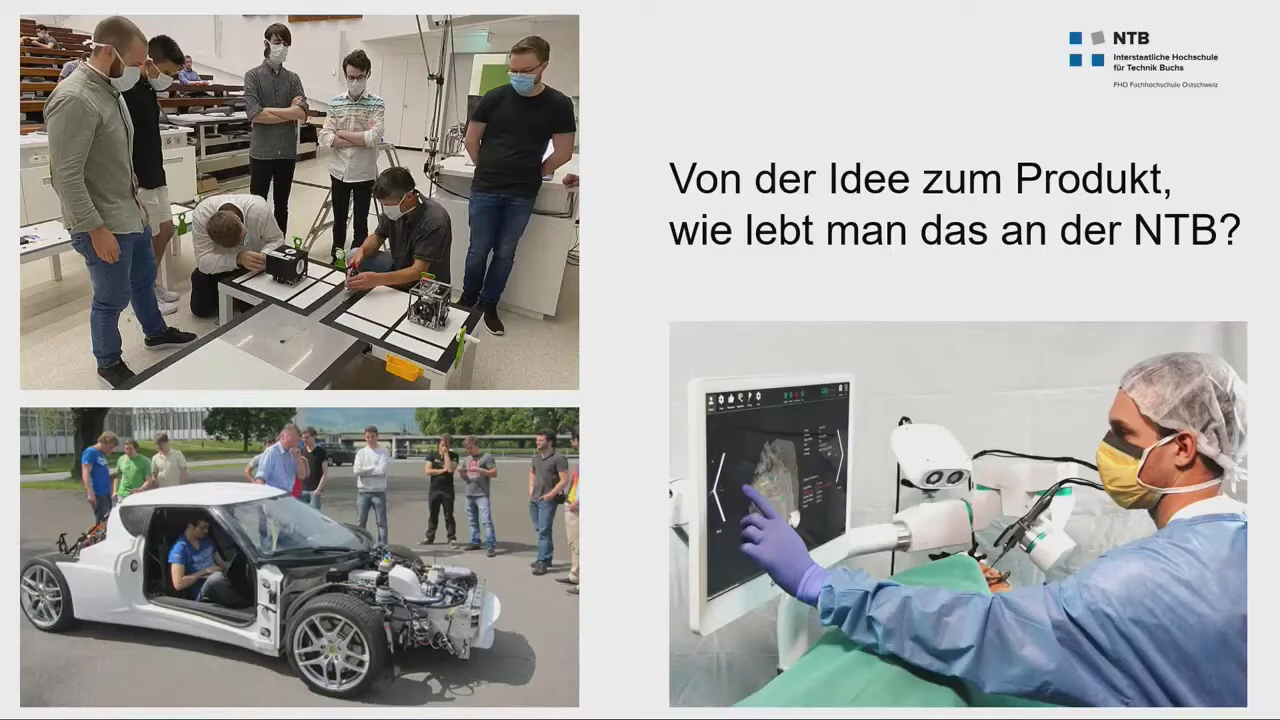 NTB
Interstaatliche Hochschule
für Technik Buchs
FHO Fachhochschule Ostschweiz
Von der Idee zum Produkt,
wie lebt man das an der NTB?